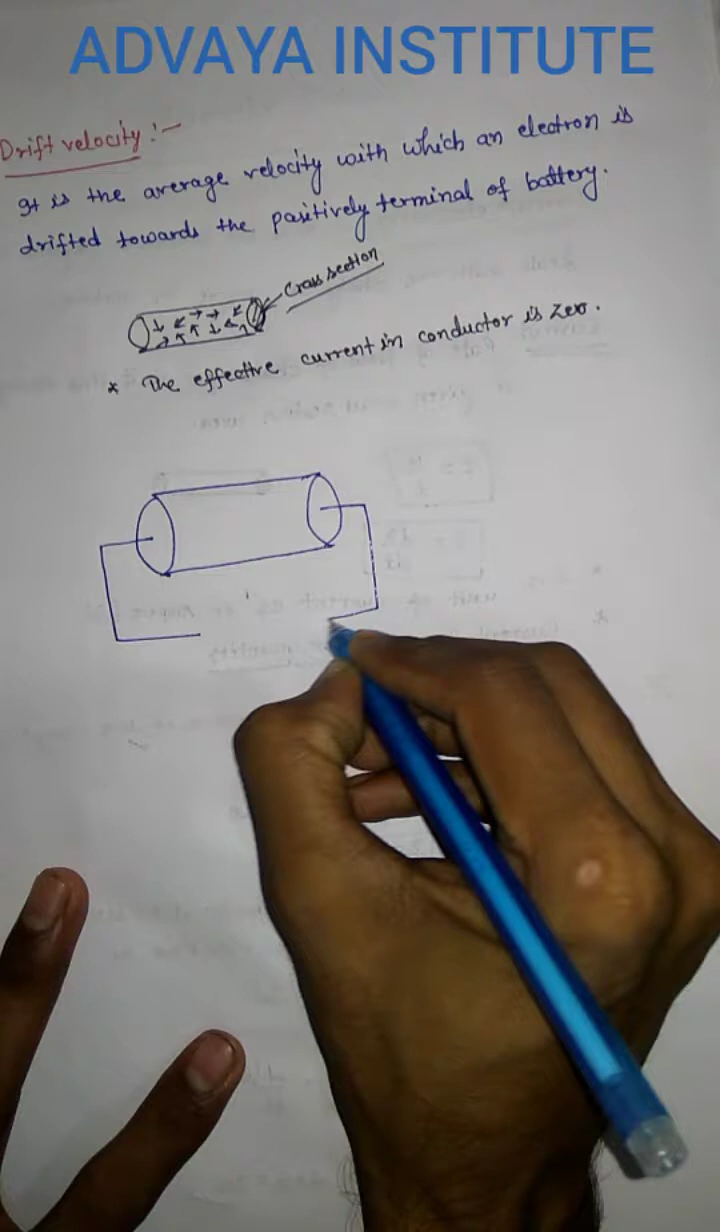 ADVAYA INSTITUTE
Drift velocity :-
It is the average velocity with which an electron is
drifted towards the positively terminal of battery.
Cross section
* The effective current in conductor is zero.